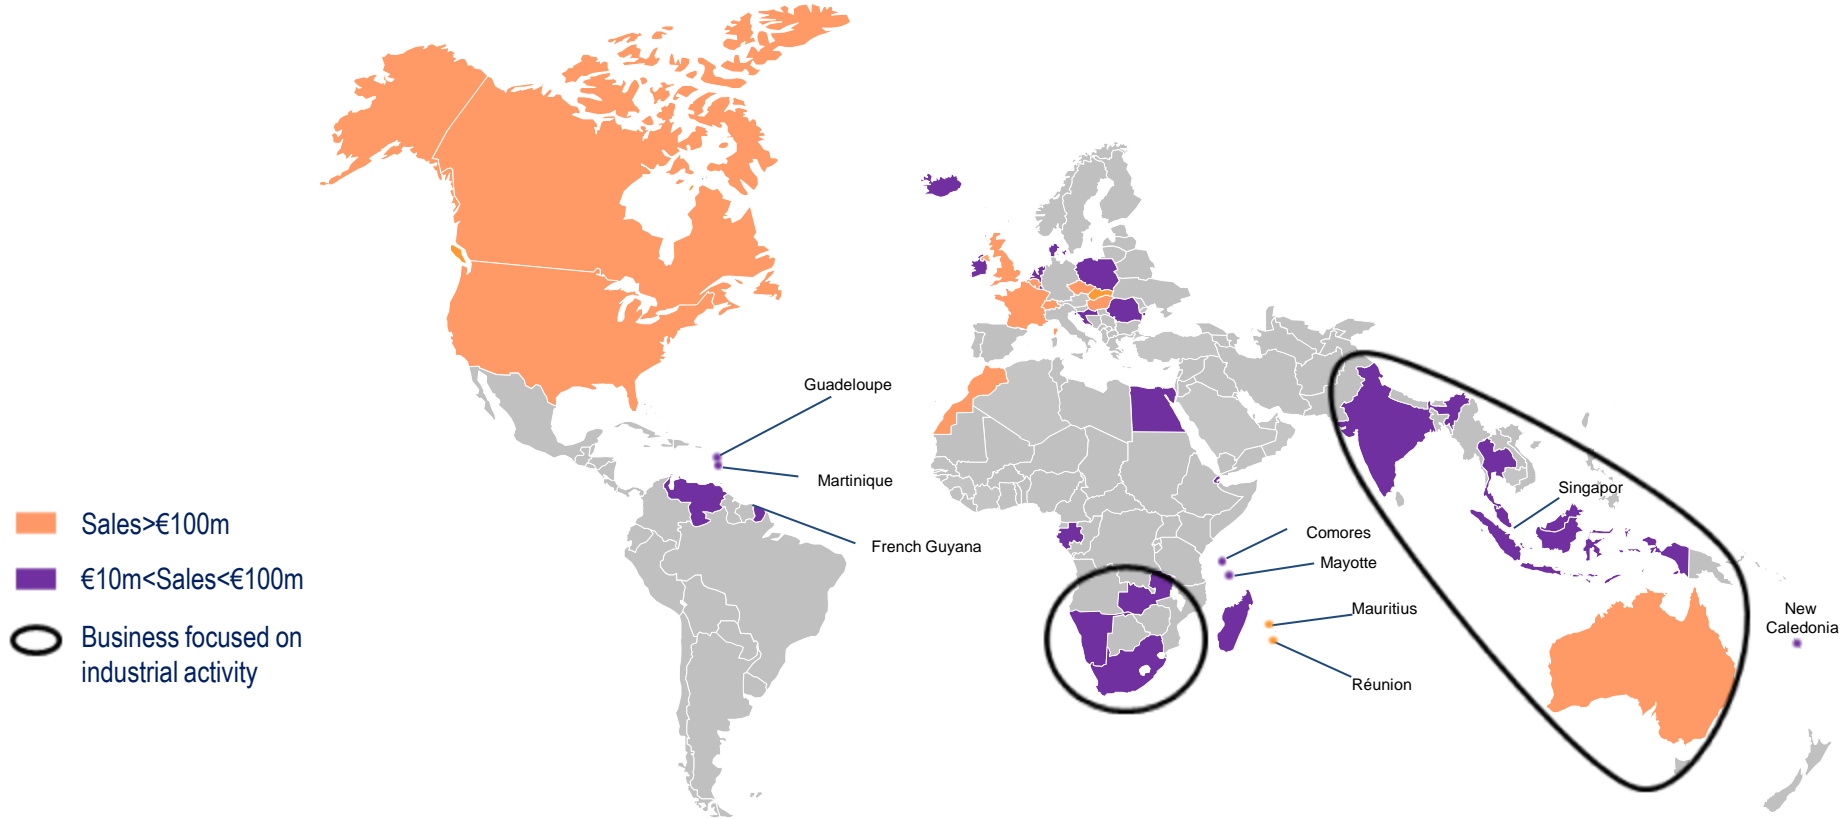 Guadeloupe
Martinique
French Guyana
Singapor
Comores
Mayotte
Mauritius
Réunion
New
Caledonia
Sales>€100m
€10m<Sales<€100m
Business focused on
industrial activity